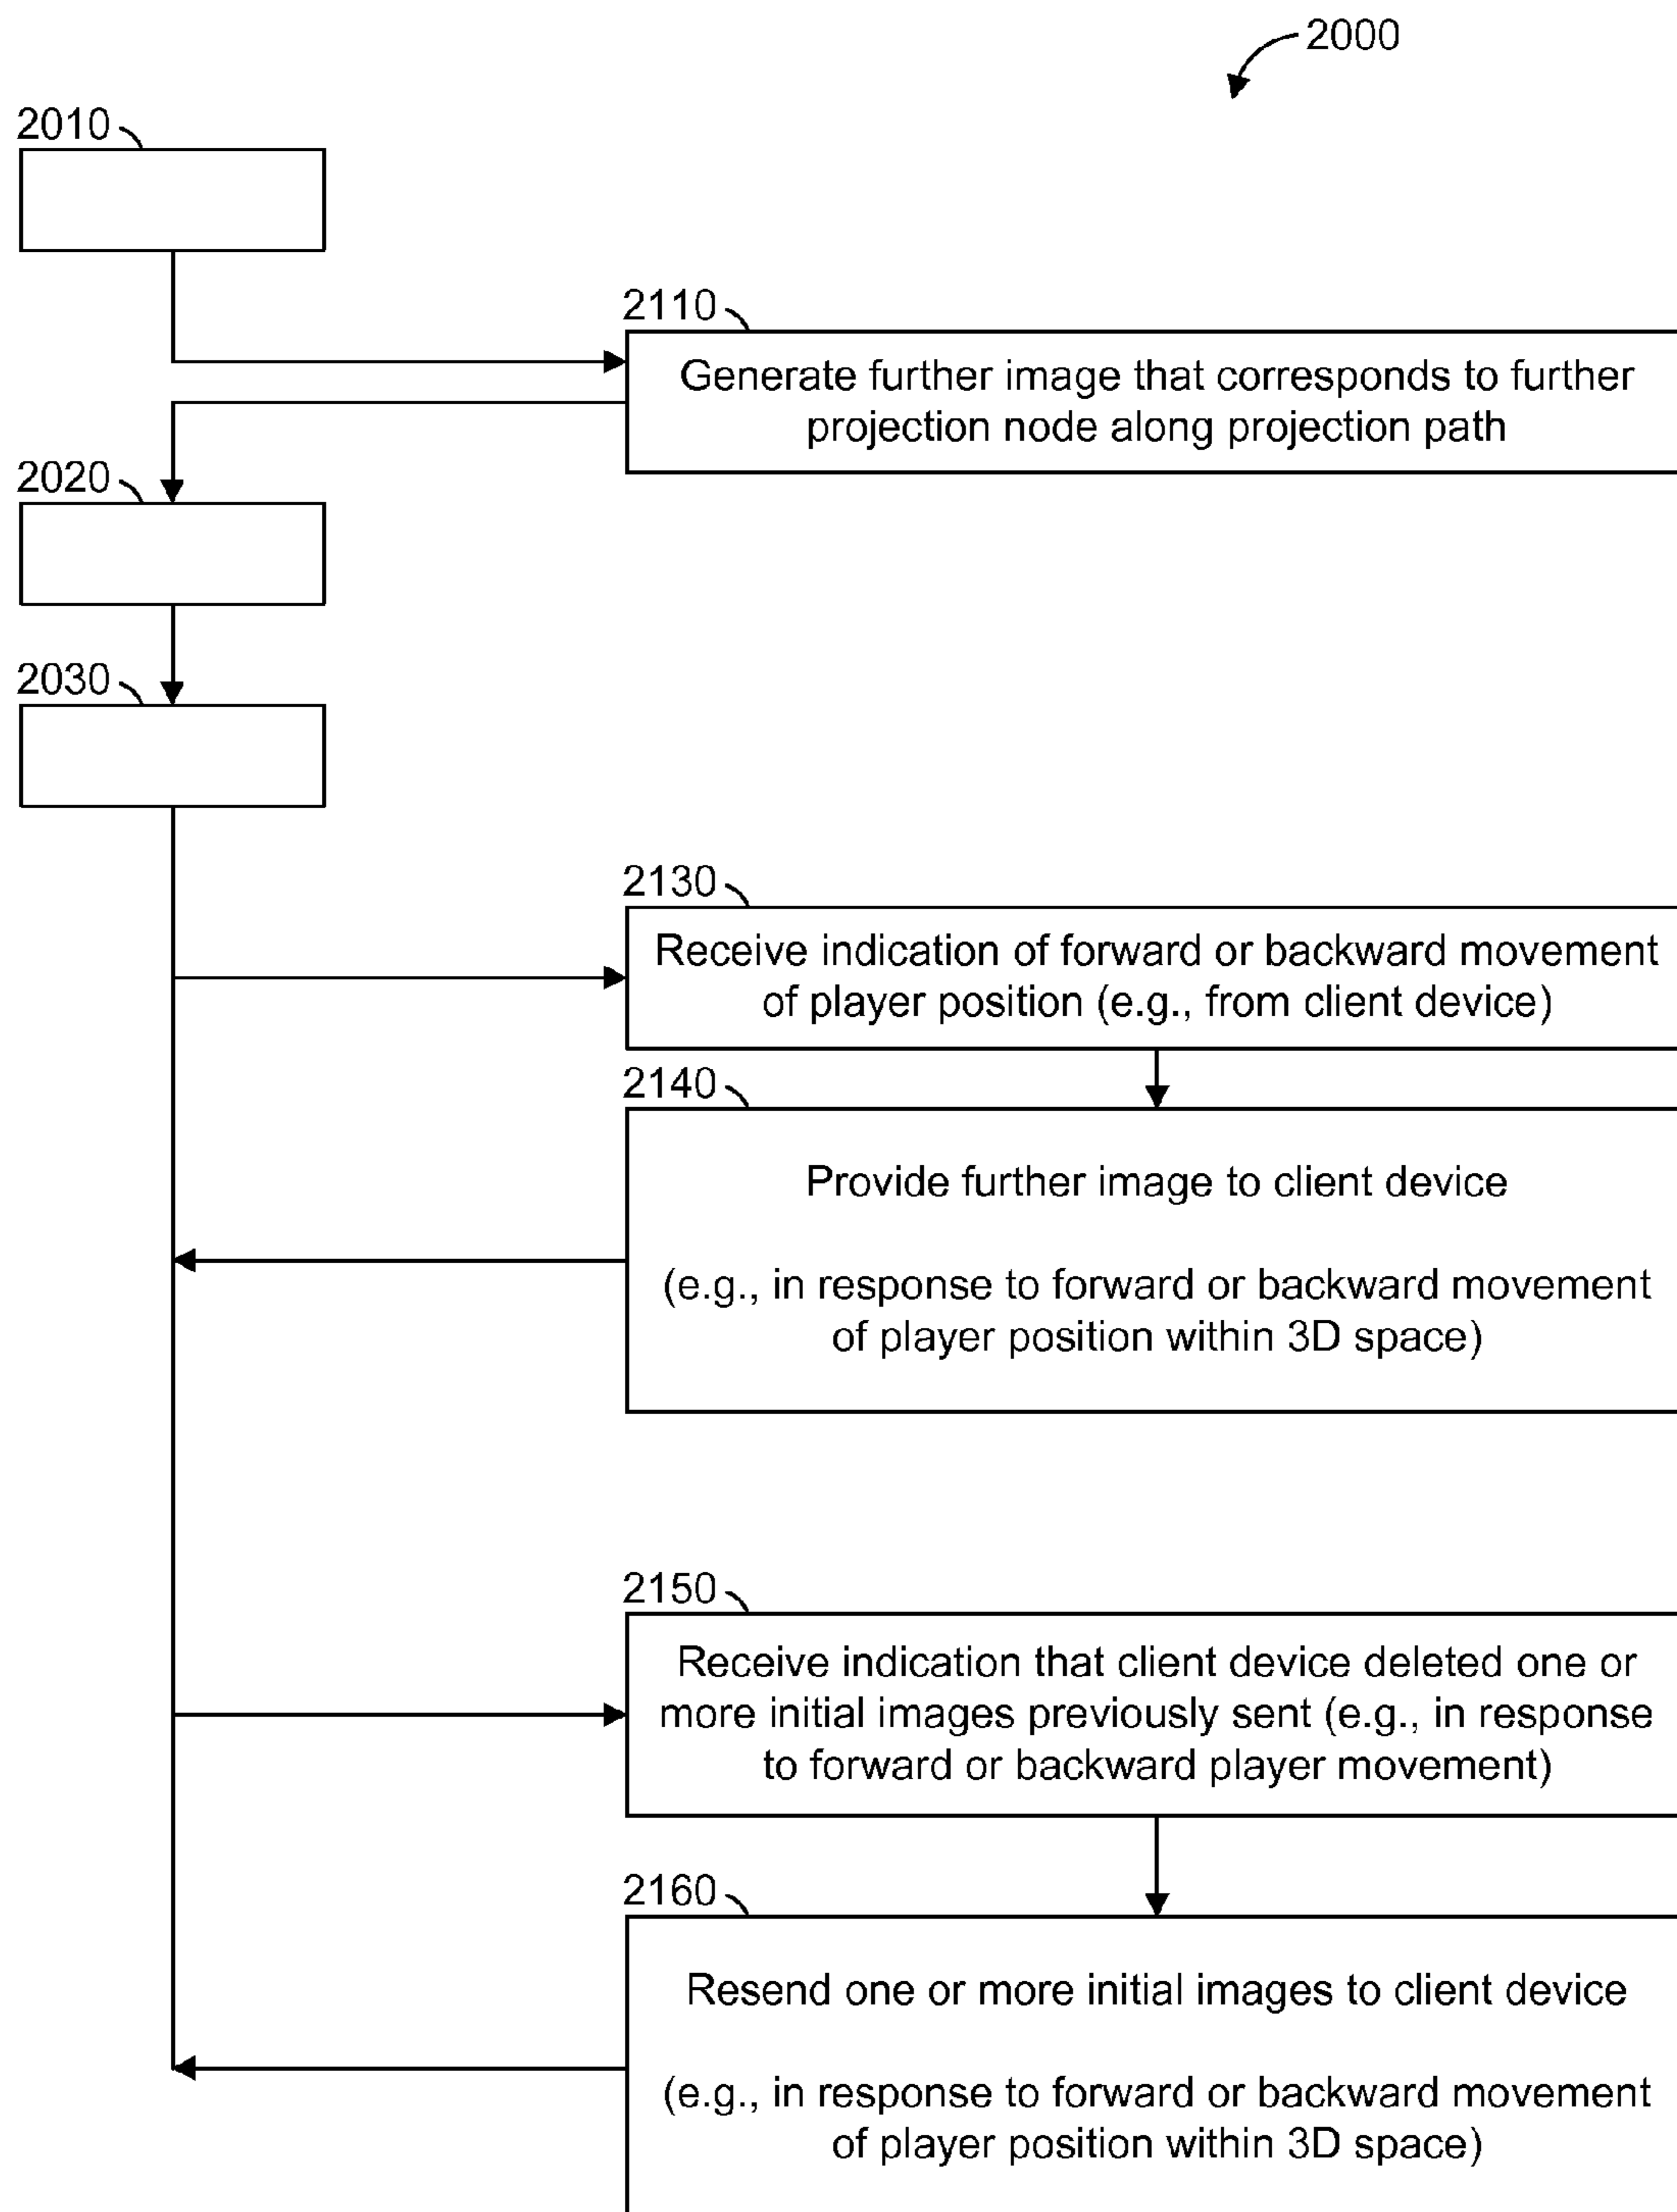 2000
2010
2110
Generate further image that corresponds to further
projection node along projection path
2020
2030
2130
Receive indication of forward or backward movement
of player position (e.g., from client device)
2140
Provide further image to client device
(e.g., in response to forward or backward movement
of player position within 3D space)
2150
Receive indication that client device deleted one or
more initial images previously sent (e.g., in response
to forward or backward player movement)
2160
Resend one or more initial images to client device
(e.g., in response to forward or backward movement
of player position within 3D space)